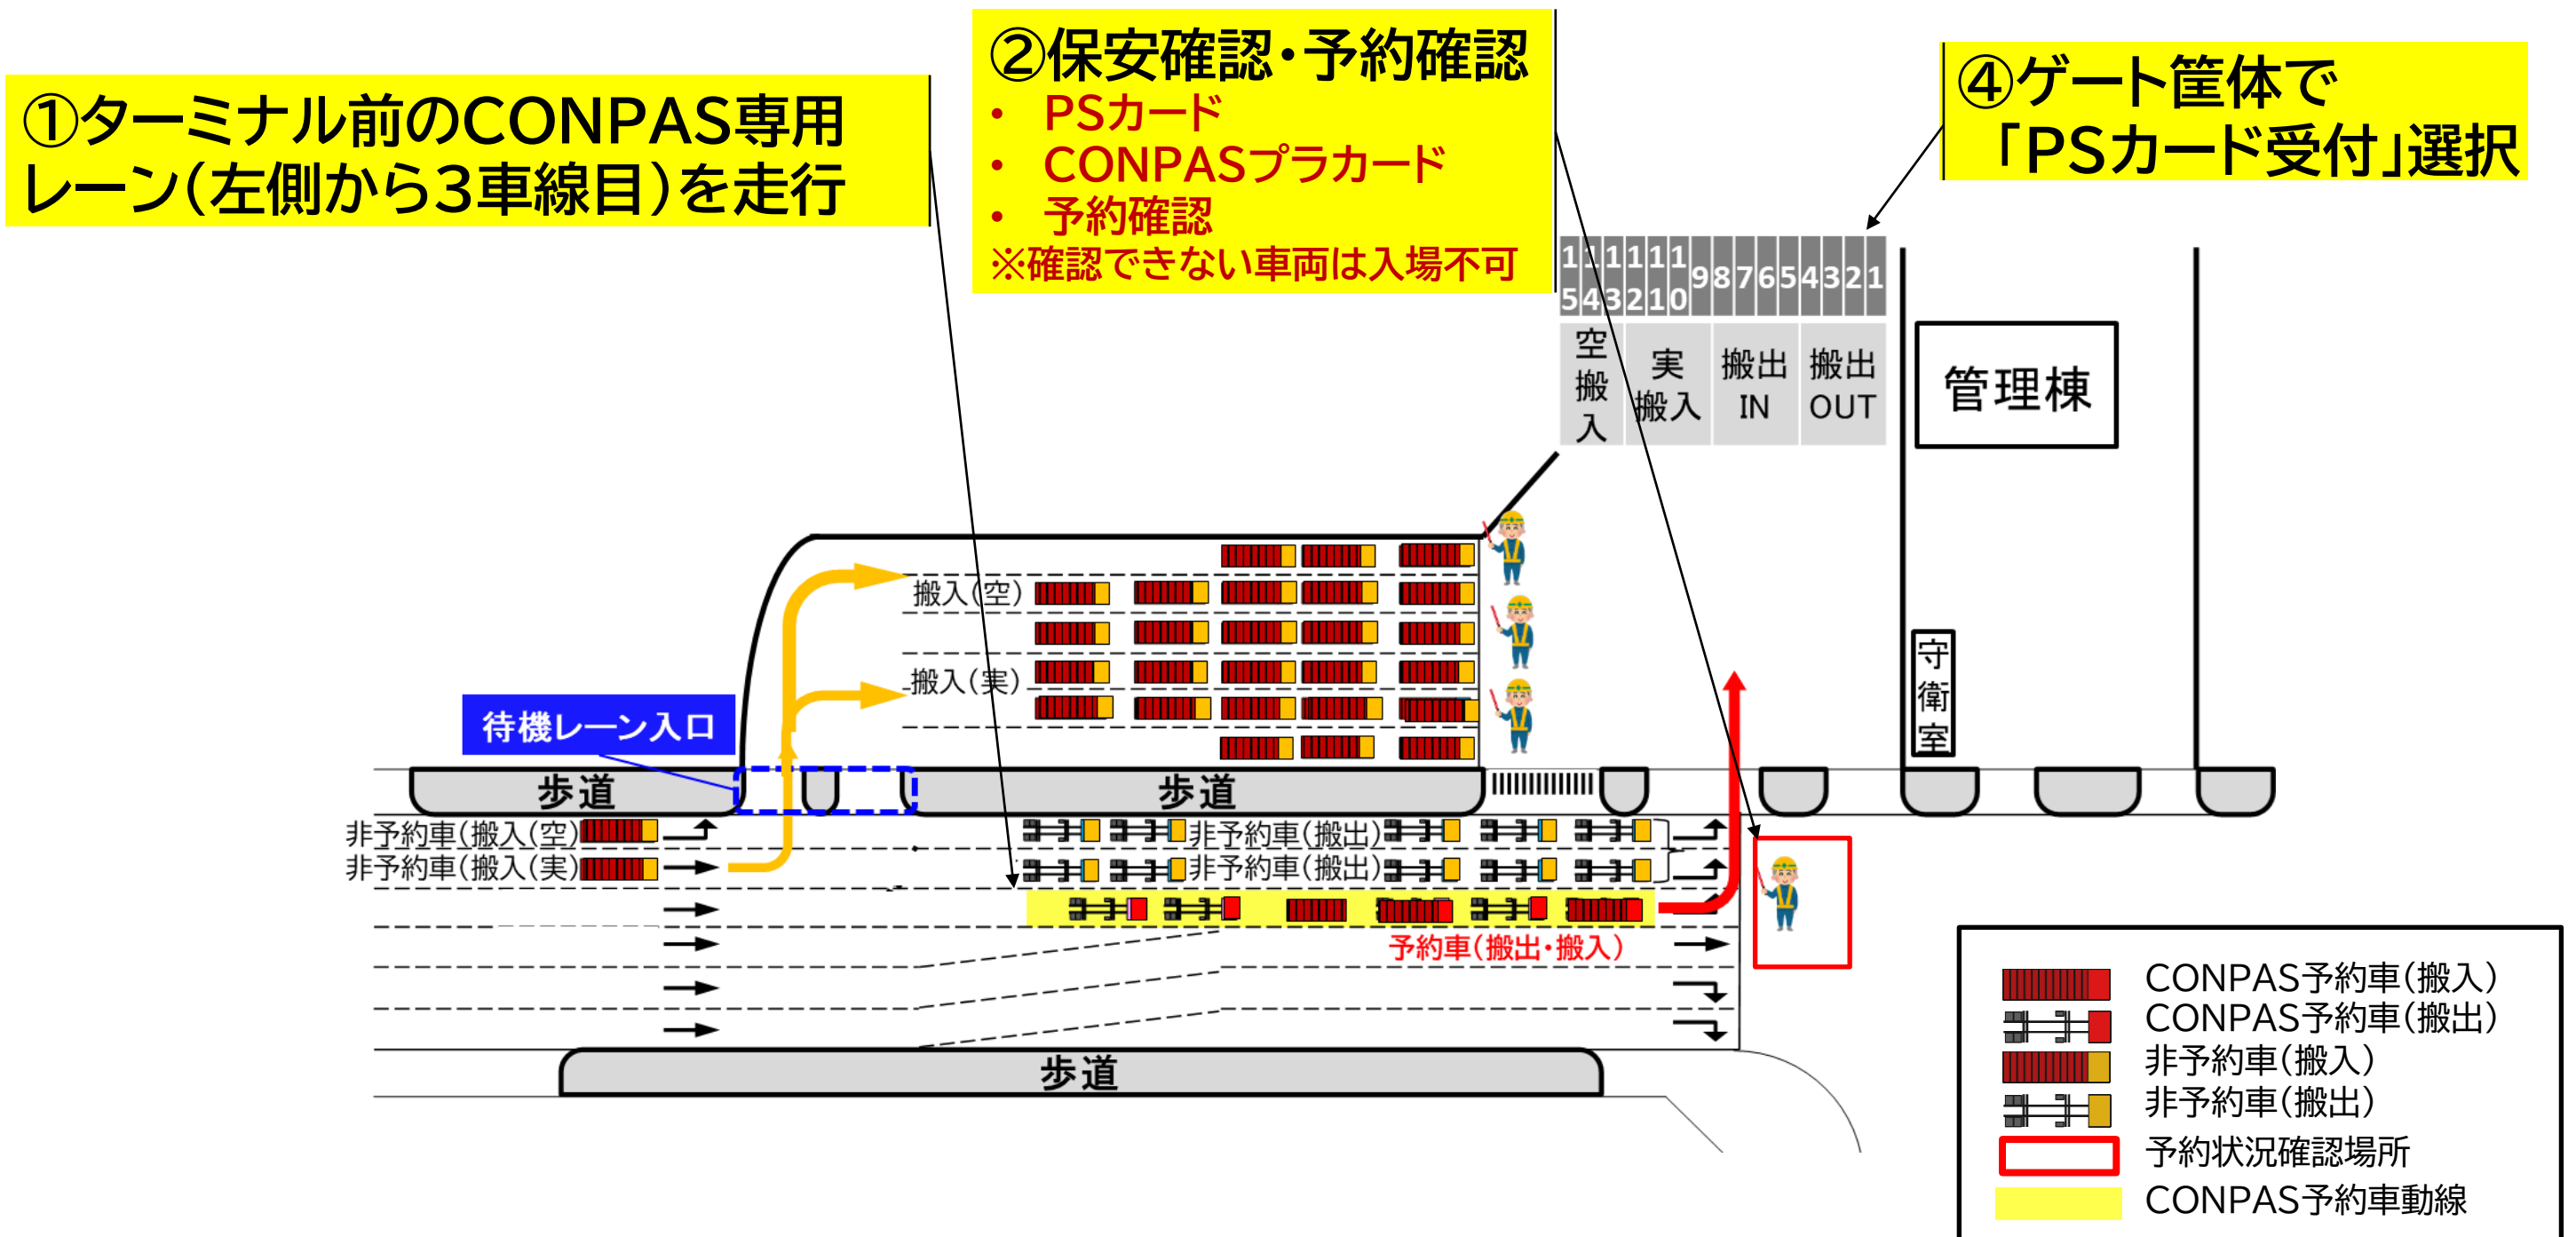 ①ターミナル前のCONPAS専用
レーン(左側から3車線目)を走行
②保安確認・予約確認
• PSカード
• CONPASプラカード
• 予約確認
※確認できない車両は入場不可
④ゲート筐体で
「PSカード受付」選択
15 14 13 12 11 10 9 8 7 6 5 4 3 2 1
空搬入
実搬入
搬出IN
搬出OUT
管理棟
守衛室
搬入(空)
搬入(実)
待機レーン入口
歩道
歩道
非予約車(搬入(空)
非予約車(搬入(実)
非予約車(搬出)
非予約車(搬出)
予約車(搬出・搬入)
歩道
CONPAS予約車(搬入)
CONPAS予約車(搬出)
非予約車(搬入)
非予約車(搬出)
予約状況確認場所
CONPAS予約車動線